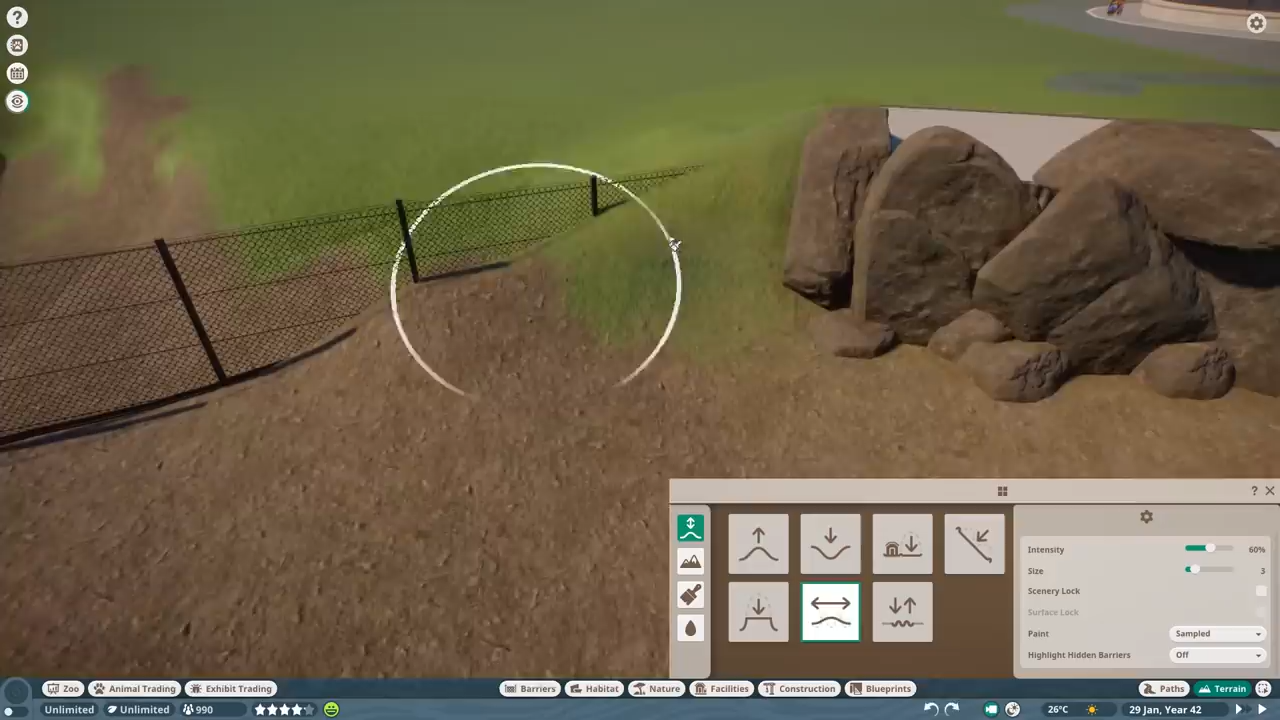 ?
? ×
Intensity 60%
Size 3
Scenery Lock
Surface Lock
Paint Sampled
Highlight Hidden Barriers Off
Zoo Animal Trading Exhibit Trading Barriers Habitat Nature Facilities Construction Blueprints Paths Terrain
Unlimited Unlimited 990 26°C 29 Jan, Year 42